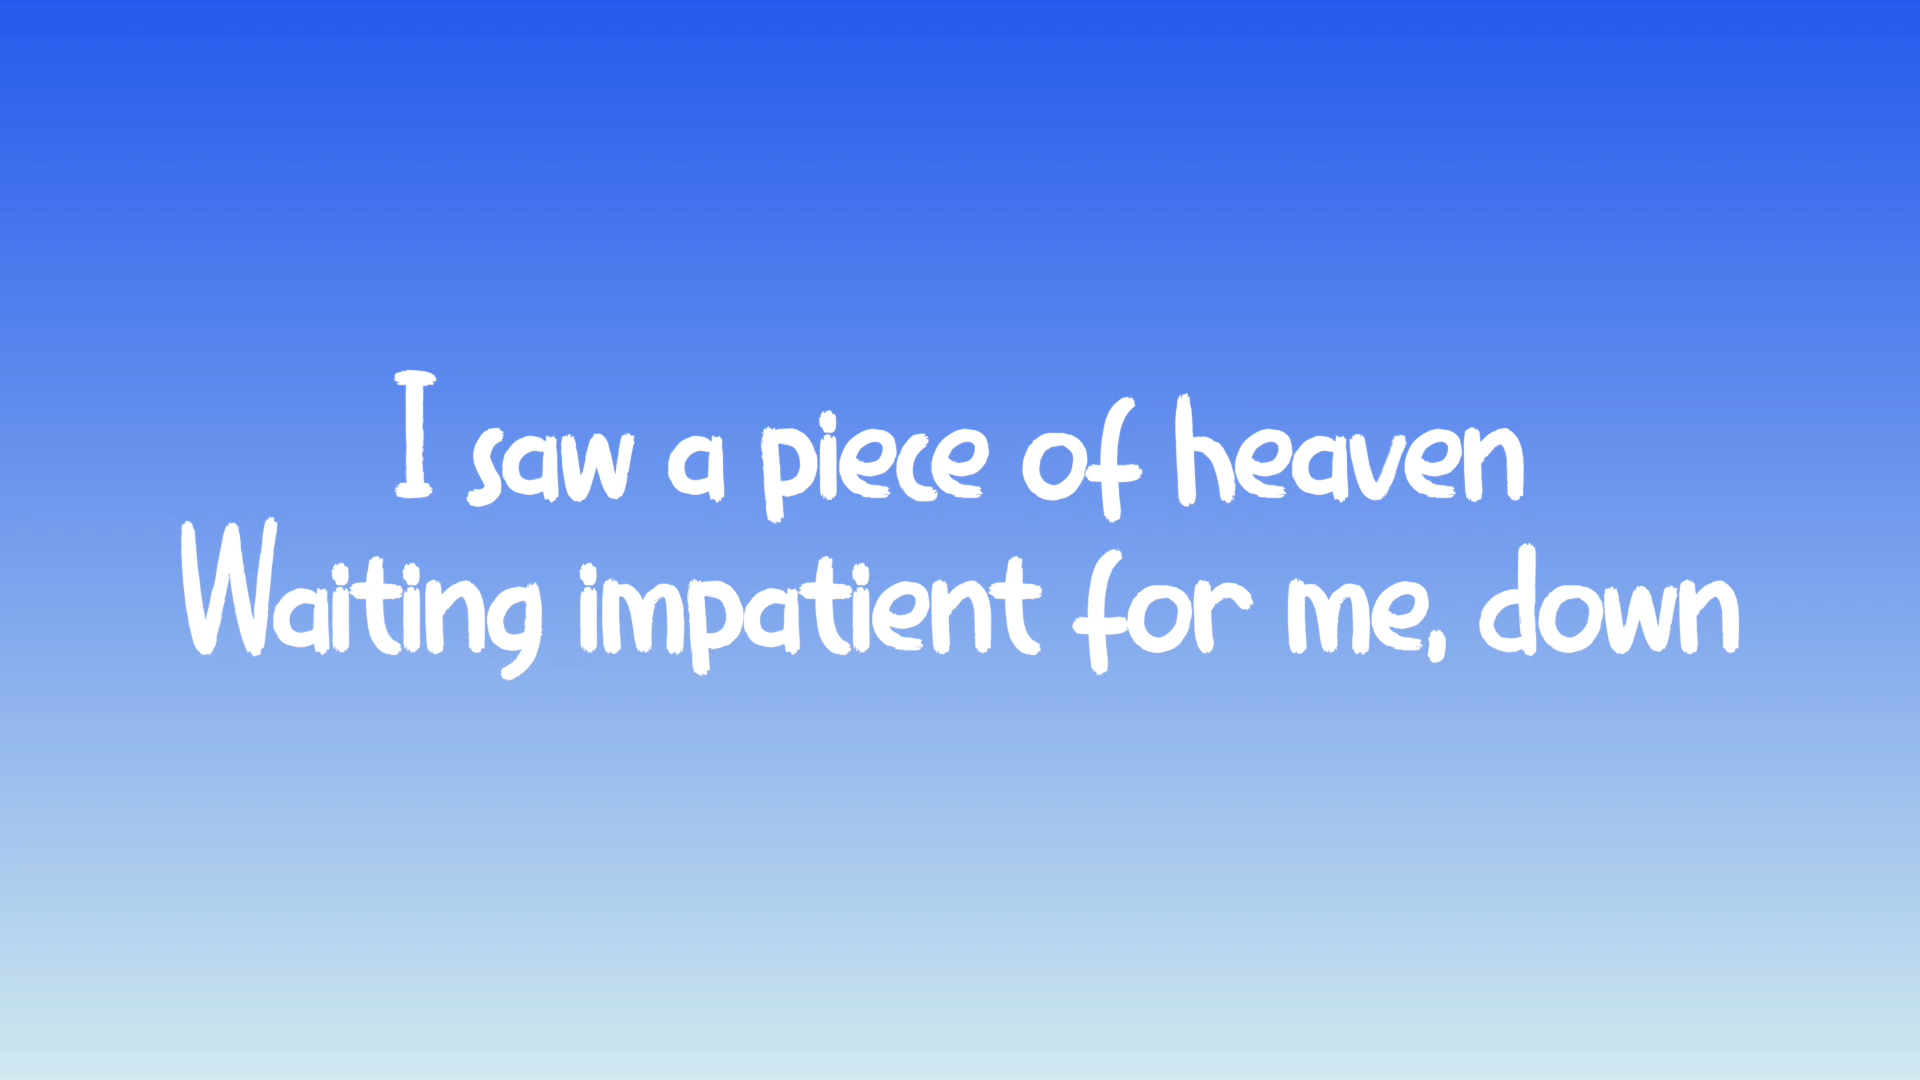 I saw a piece of heaven
Waiting impatient for me, down